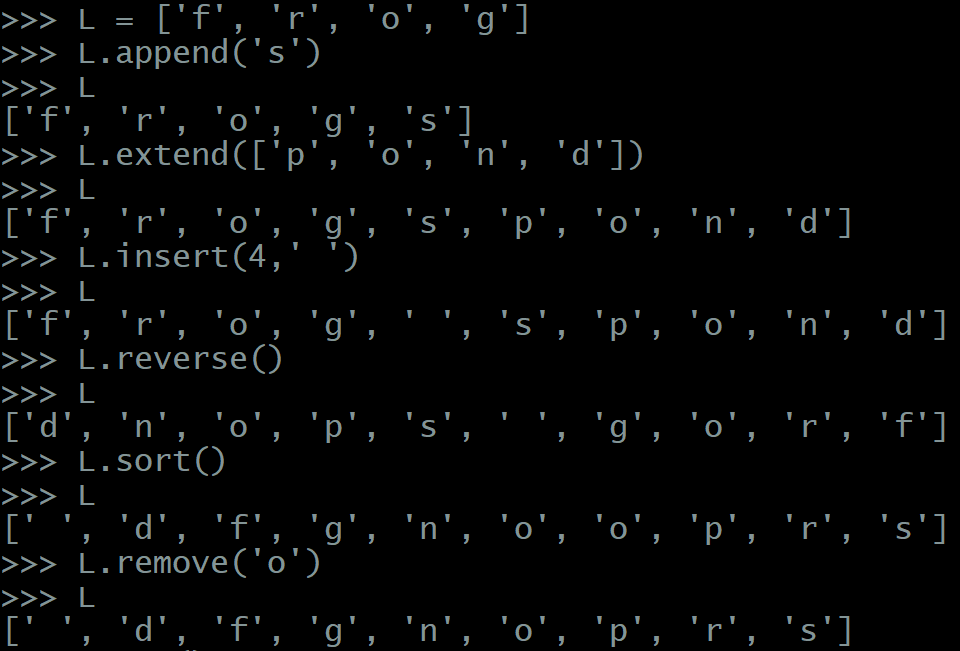 >>> L = ['f', 'r', 'o', 'g']
>>> L.append('s')
>>> L
['f', 'r', 'o', 'g', 's']
>>> L.extend(['p', 'o', 'n', 'd'])
>>> L
['f', 'r', 'o', 'g', 's', 'p', 'o', 'n', 'd']
>>> L.insert(4,' ')
>>> L
['f', 'r', 'o', 'g', ' ', 's', 'p', 'o', 'n', 'd']
>>> L.reverse()
>>> L
['d', 'n', 'o', 'p', 's', ' ', 'g', 'o', 'r', 'f']
>>> L.sort()
>>> L
[' ', 'd', 'f', 'g', 'n', 'o', 'o', 'p', 'r', 's']
>>> L.remove('o')
>>> L
[' ', 'd', 'f', 'g', 'n', 'o', 'p', 'r', 's']